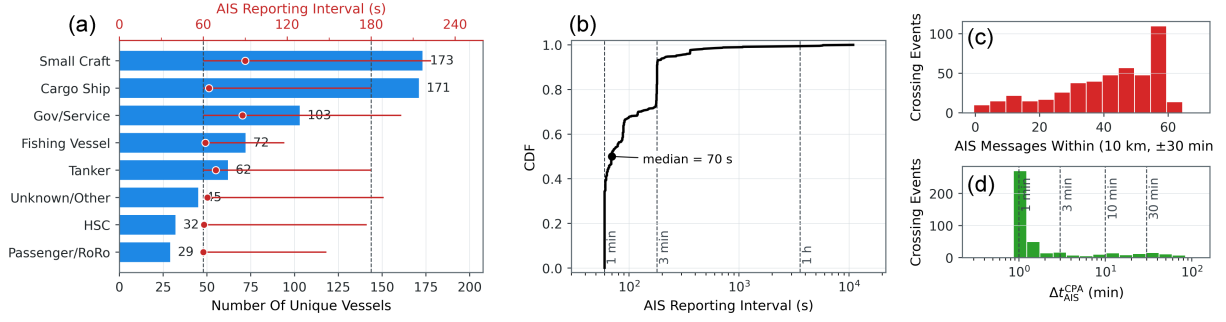 (a)
AIS Reporting Interval (s)
0 60 120 180 240
Small Craft 173
Cargo Ship 171
Gov/Service 103
Fishing Vessel 72
Tanker 62
Unknown/Other 45
HSC 32
Passenger/RoRo 29
0 25 50 75 100 125 150 175 200
Number Of Unique Vessels
(b)
CDF
1.0
0.8
0.6
0.4
0.2
0.0
median = 70 s
1 min
3 min
1 h
10² 10³ 10⁴
AIS Reporting Interval (s)
(c)
Crossing Events
100
50
0
0 20 40 60
AIS Messages Within (10 km, ±30 min
(d)
Crossing Events
200
100
0
1 min
3 min
10 min
30 min
10⁰ 10¹ 10²
Δt_AIS^CPA (min)